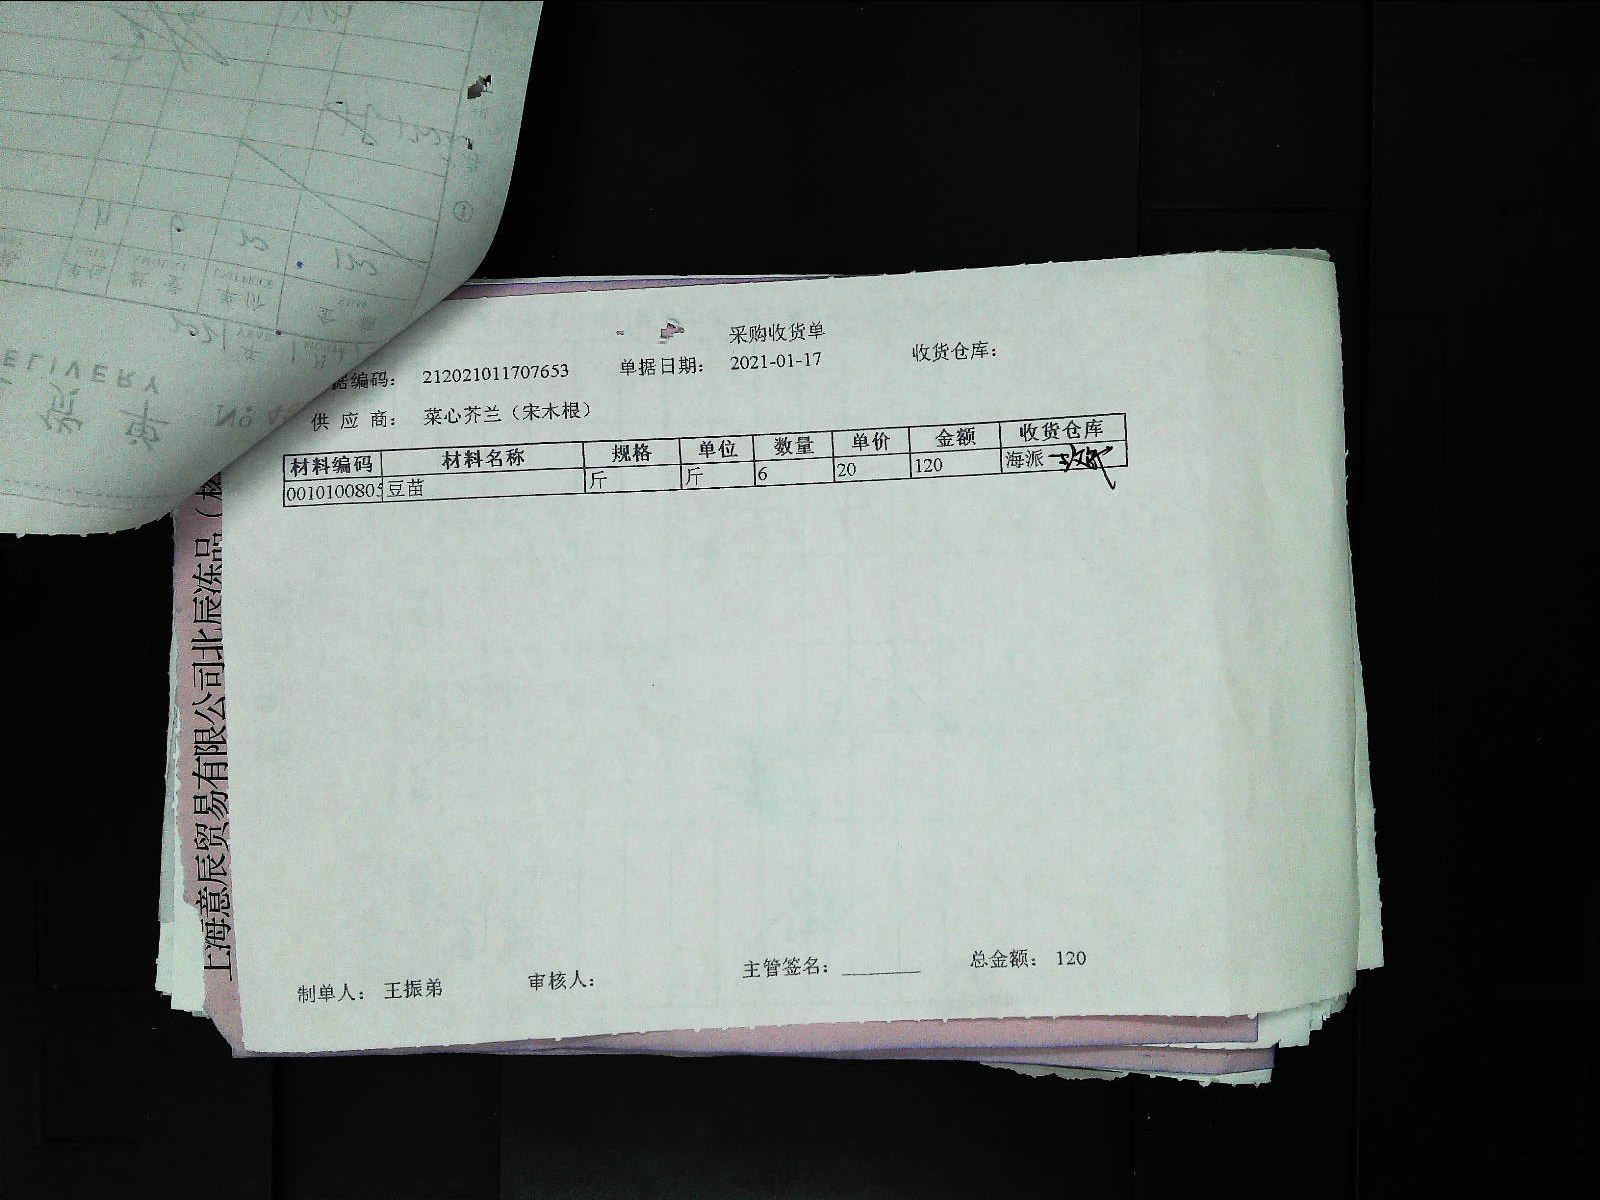 采购收货单
据编码： 212021011707653 单据日期： 2021-01-17 收货仓库：
供 应 商： 菜心芥兰（宋木根）
材料编码 材料名称 规格 单位 数量 单价 金额 收货仓库
0010100805 豆苗 斤 斤 6 20 120 海派
制单人： 王振弟 审核人： 主管签名： 总金额： 120
上海意辰贸易有限公司北辰冻品（